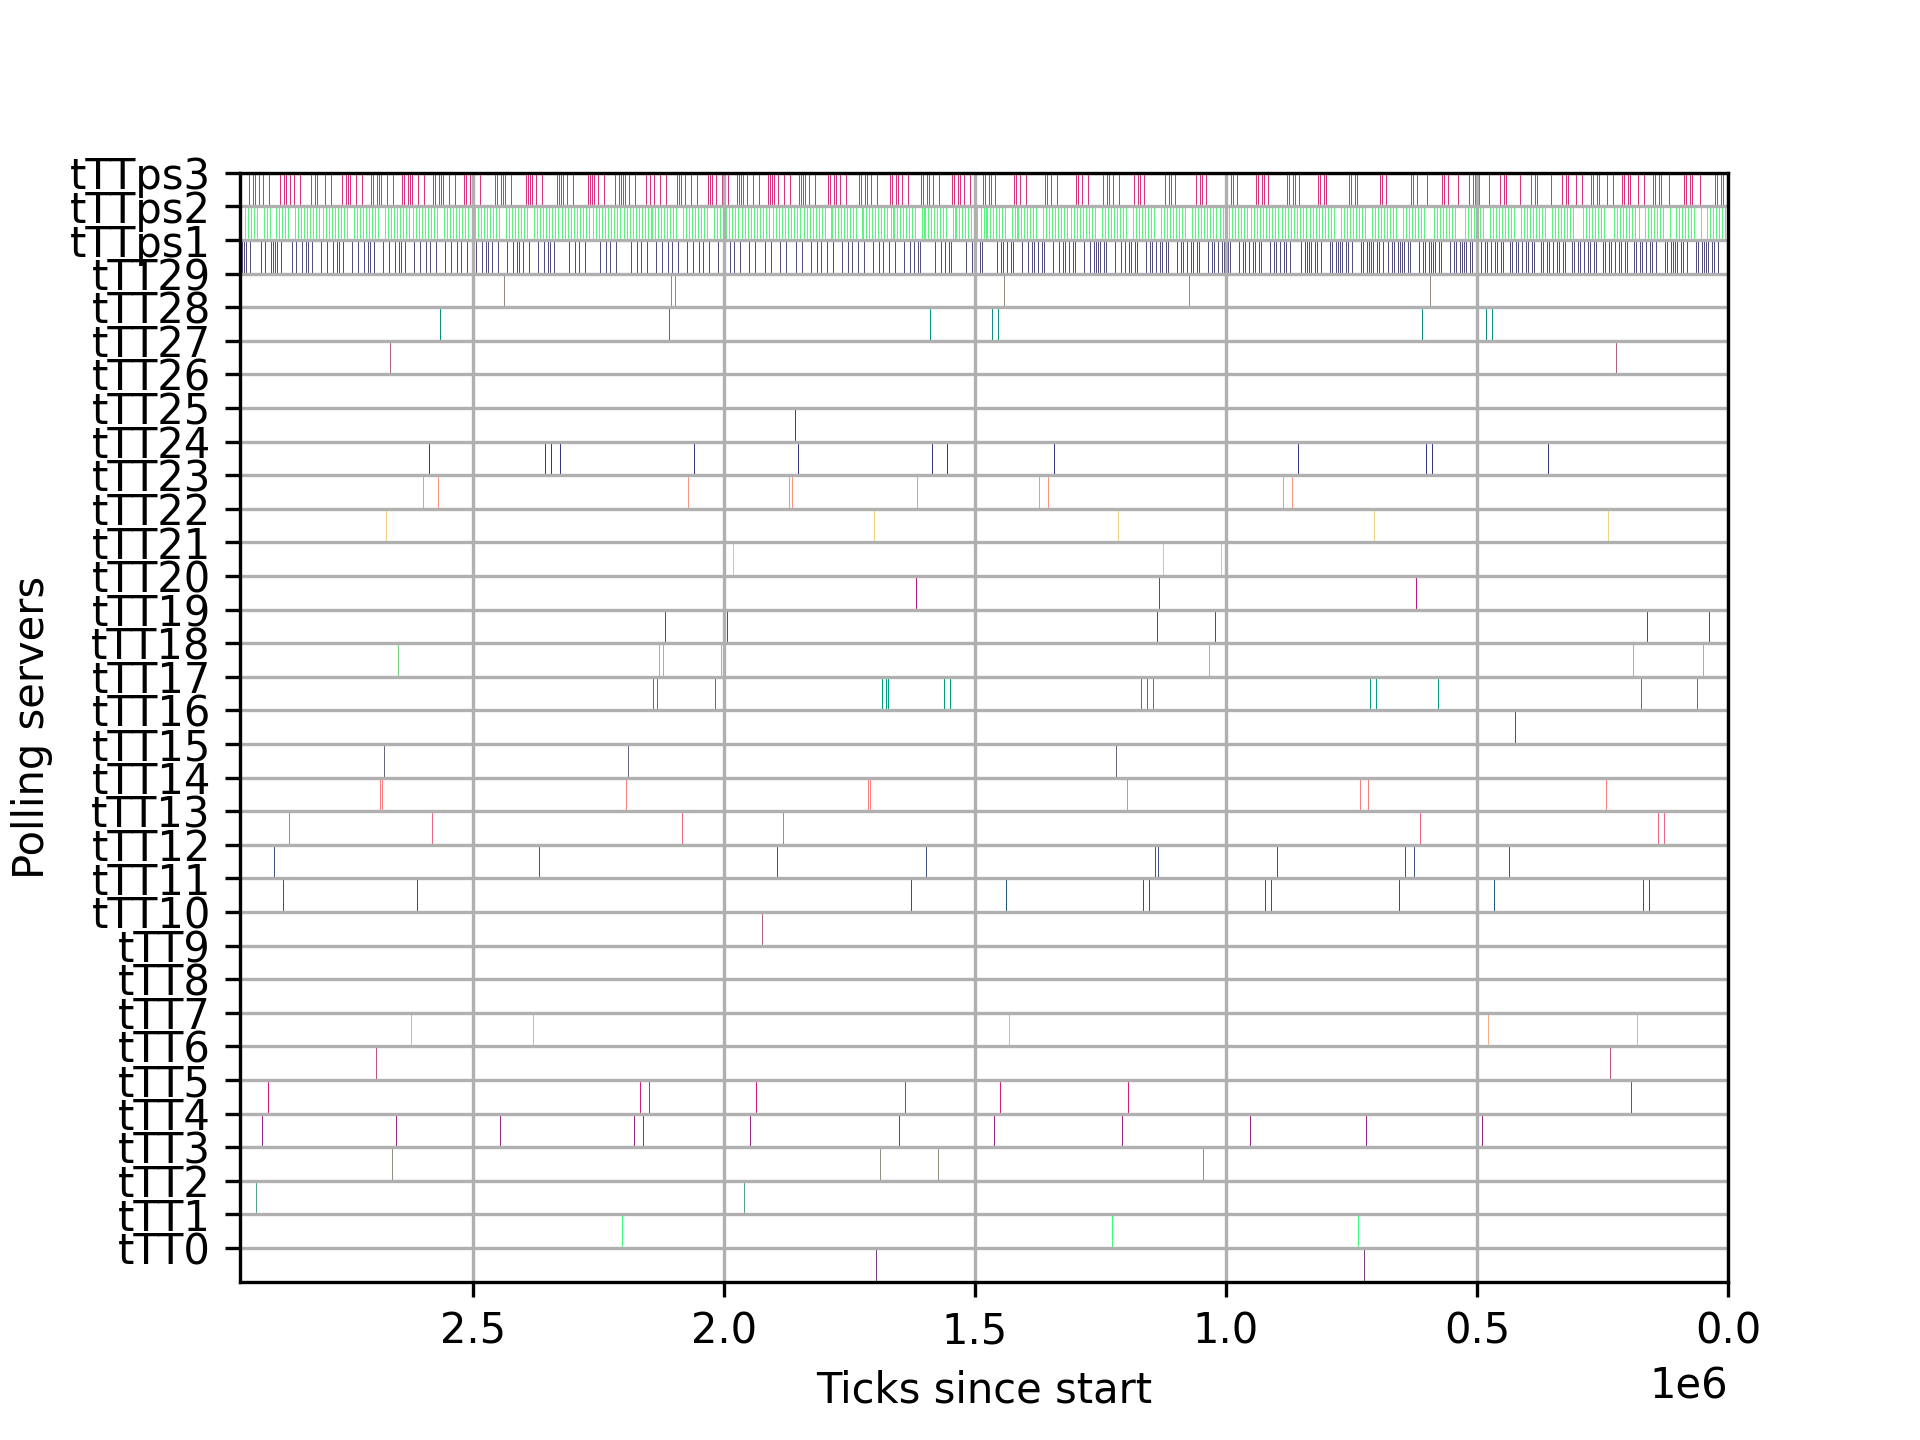 tTTps3
tTTps2
tTTps1
tTT29
tTT28
tTT27
tTT26
tTT25
tTT24
tTT23
tTT22
tTT21
tTT20
tTT19
tTT18
tTT17
tTT16
tTT15
tTT14
tTT13
tTT12
tTT11
tTT10
tTT9
tTT8
tTT7
tTT6
tTT5
tTT4
tTT3
tTT2
tTT1
tTT0
Polling servers
2.5 2.0 1.5 1.0 0.5 0.0
Ticks since start
1e6